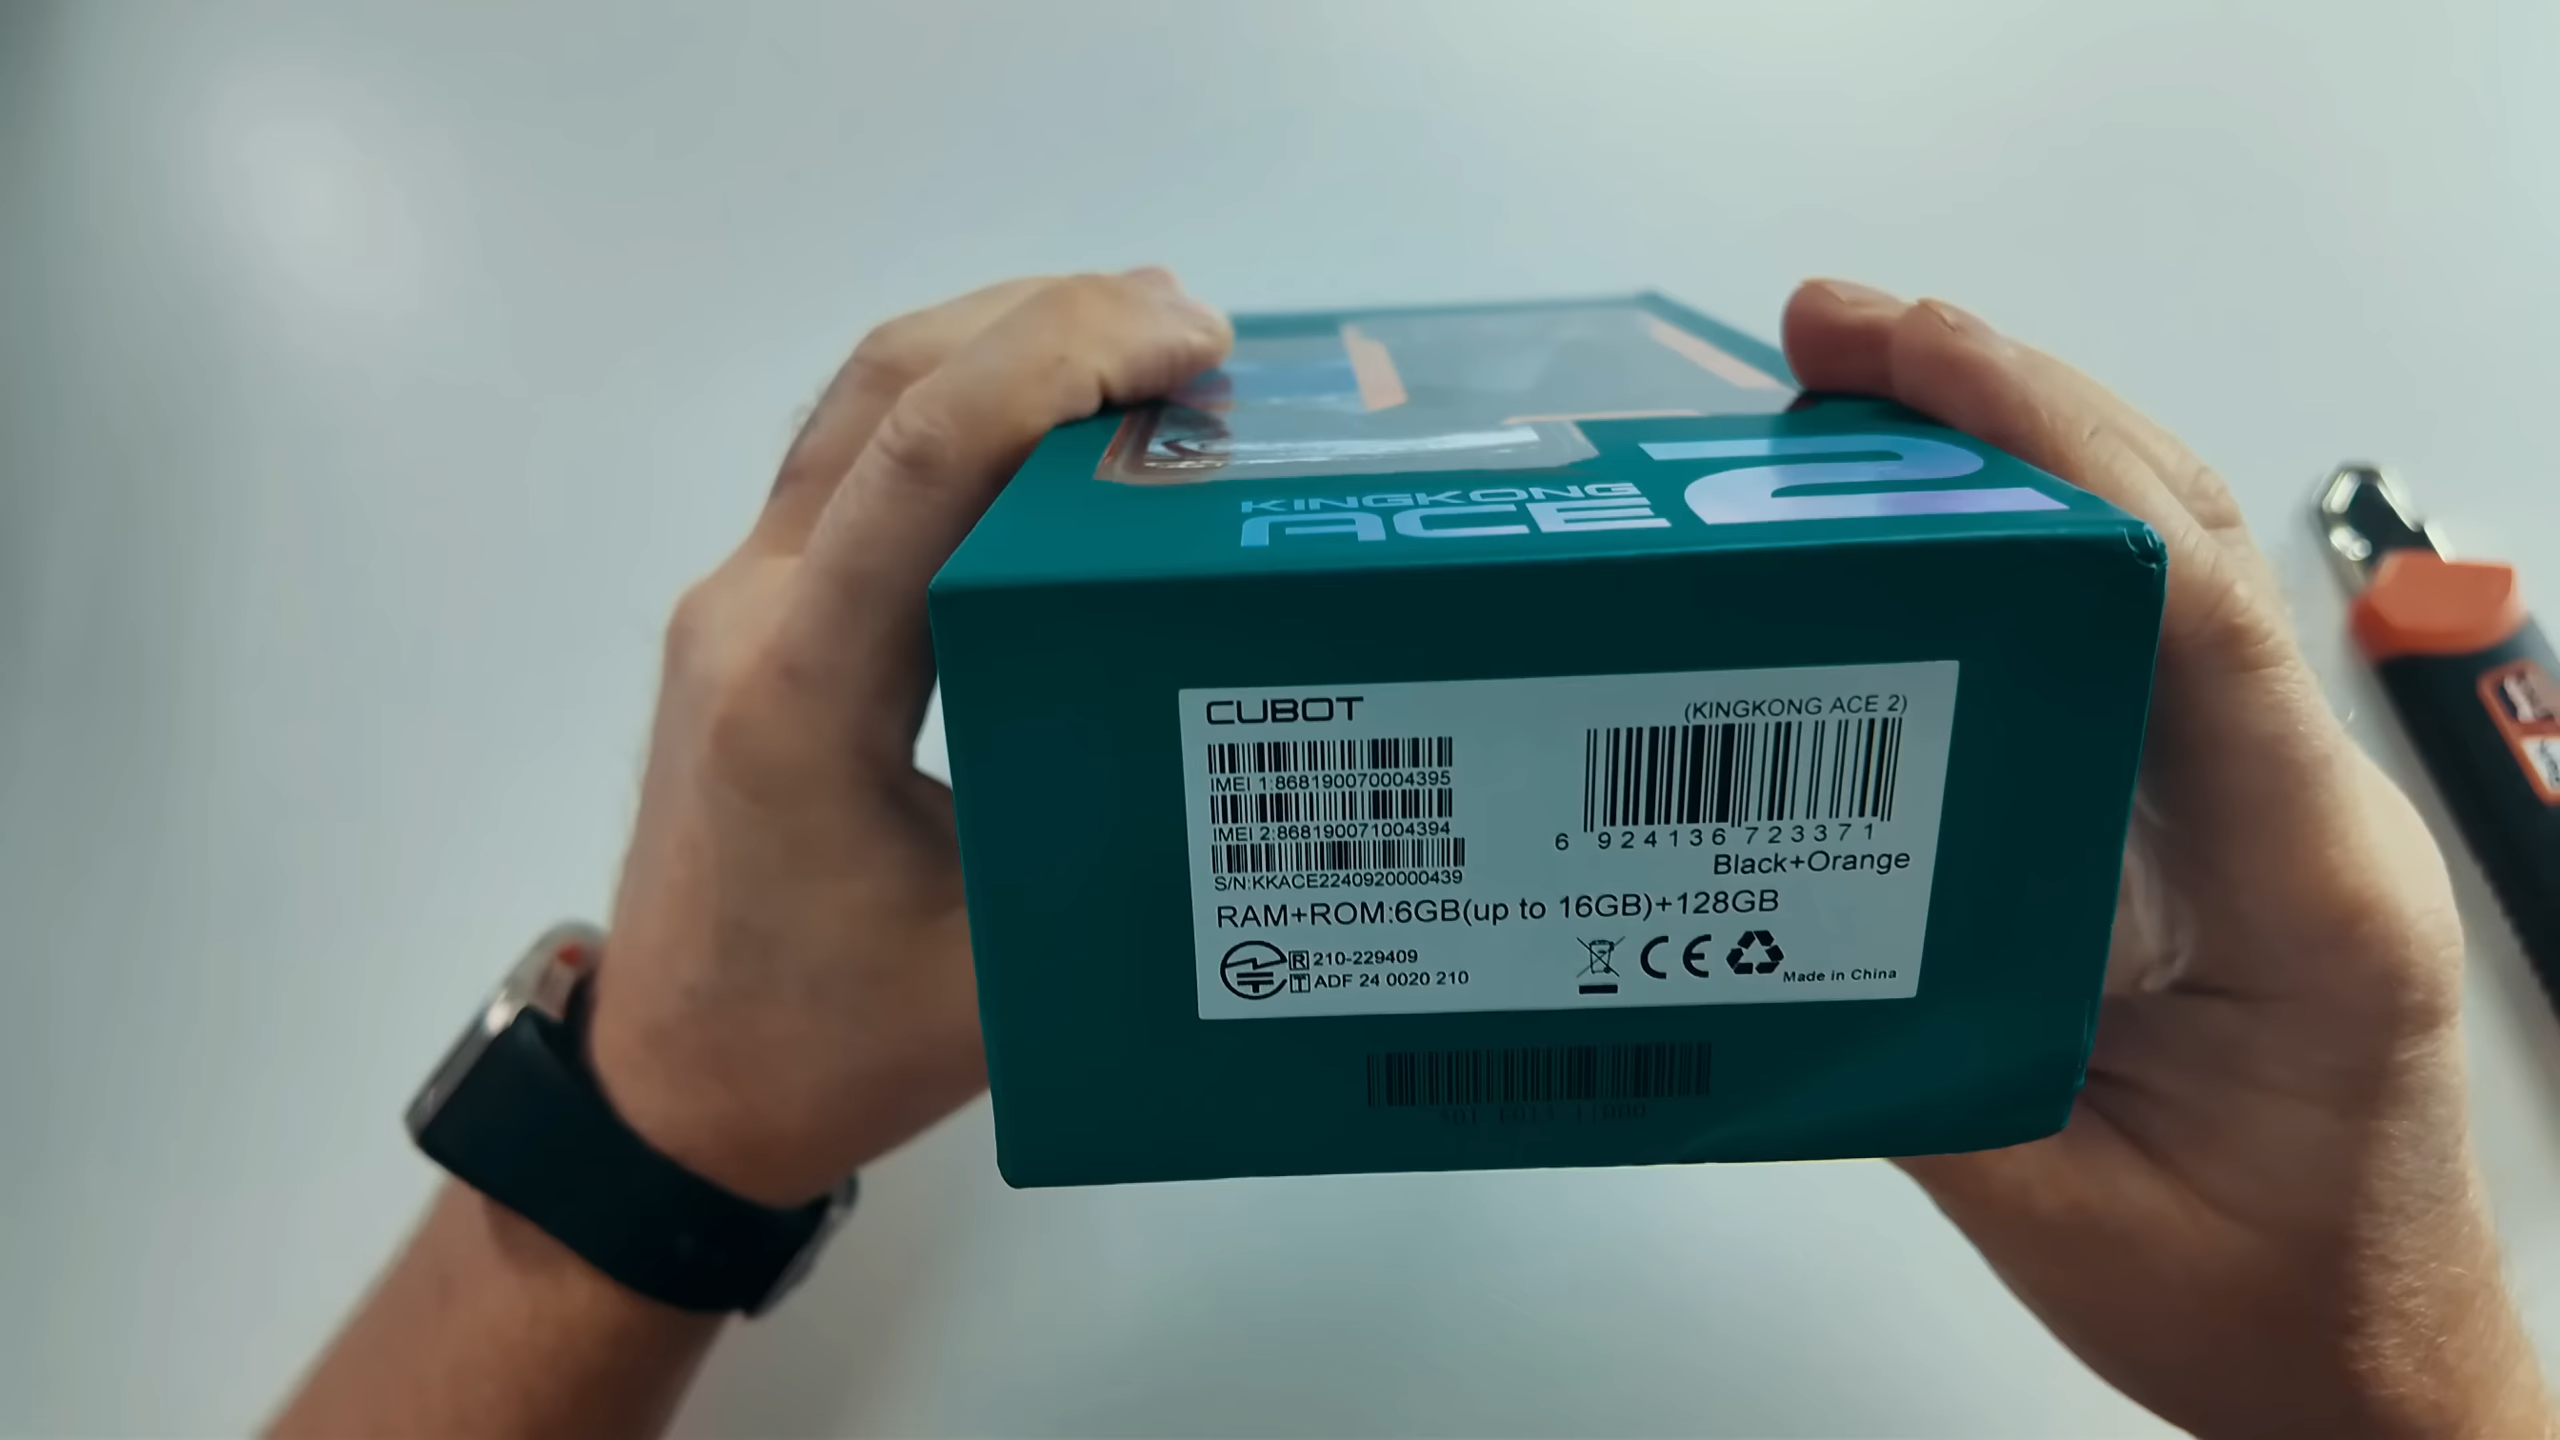 KINGKONG
ACE 2
CUBOT
(KINGKONG ACE 2)
IMEI 1:868190070004395
IMEI 2:868190071004394
S/N:KKACE2240920000439
6 924136 723371
Black+Orange
RAM+ROM:6GB(up to 16GB)+128GB
R 210-229409
T ADF 24 0020 210
CE
Made in China